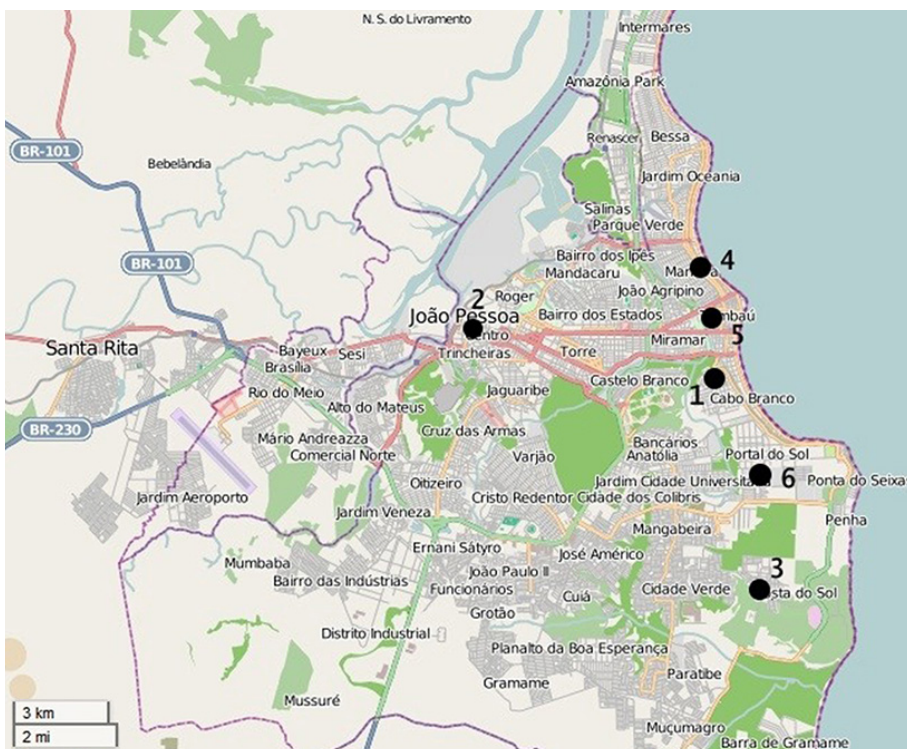 N. S. do Livramento
Intermares
Amazônia Park
BR-101
Renascer
Bessa
Bebelândia
Jardim Oceania
Salinas
Parque Verde
BR-101
Bairro dos Ipês
4
Mandacaru
João Agripino
2
Roger
João Pessoa
Bairro dos Estados
Centro
5
Santa Rita
Bayeux
Sesi
Trincheiras
Torre
Miramar
Brasília
Rio do Meio
Jaguaribe
Castelo Branco
1
Cabo Branco
Alto do Mateus
BR-230
Mário Andreazza
Cruz das Armas
Comercial Norte
Varjão
Bancários
Anatólia
Portal do Sol
Oitizeiro
Jardim Cidade
6
Ponta do Seixas
Jardim Aeroporto
Cristo Redentor
Cidade dos Colibris
Jardim Veneza
Mangabeira
Penha
Ernani Sátyro
José Américo
Mumbaba
Bairro das Indústrias
João Paulo II
3
Funcionários
Cuiá
Cidade Verde
do Sol
Grotão
Distrito Industrial
Planalto da Boa Esperança
Gramame
Paratibe
Mussuré
3 km
2 mi
Muçumagro
Barra de Gramame